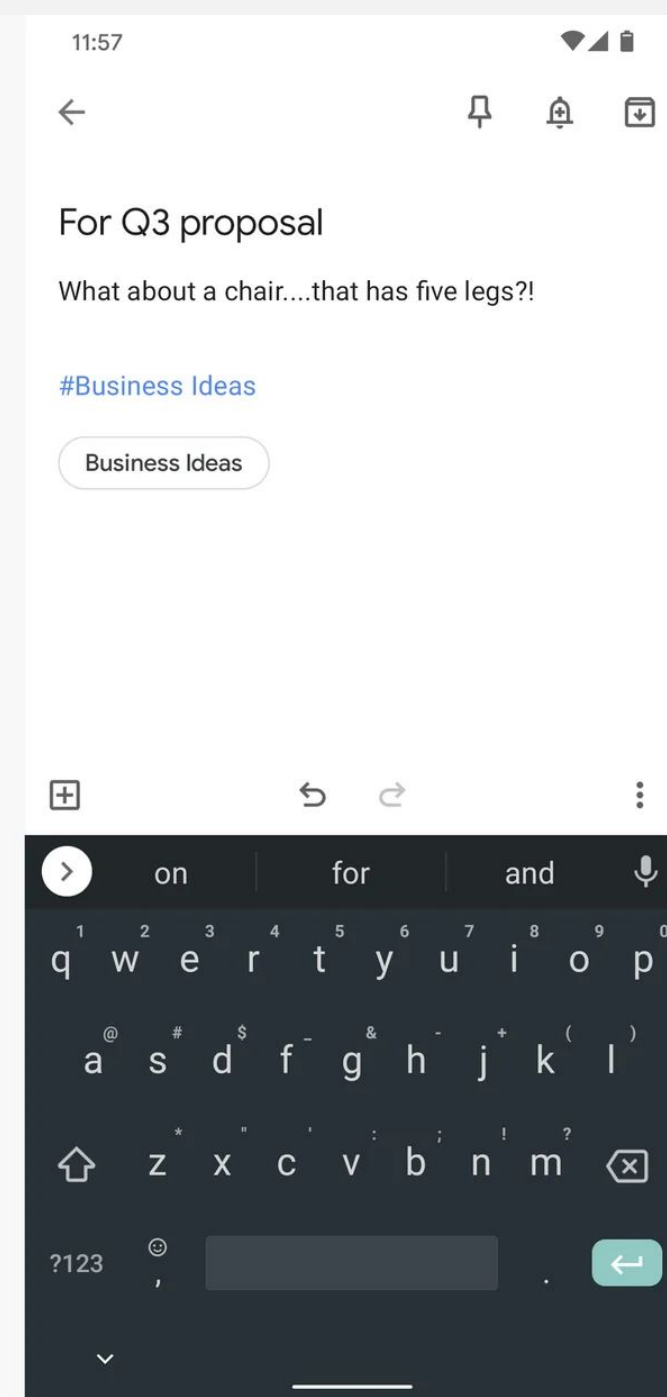 11:57
For Q3 proposal
What about a chair....that has five legs?!
#Business Ideas
Business Ideas
on for and
1 2 3 4 5 6 7 8 9 0
q w e r t y u i o p
@ # $ _ & - + ( )
a s d f g h j k l
* " ' : ; ! ?
z x c v b n m
?123 , .